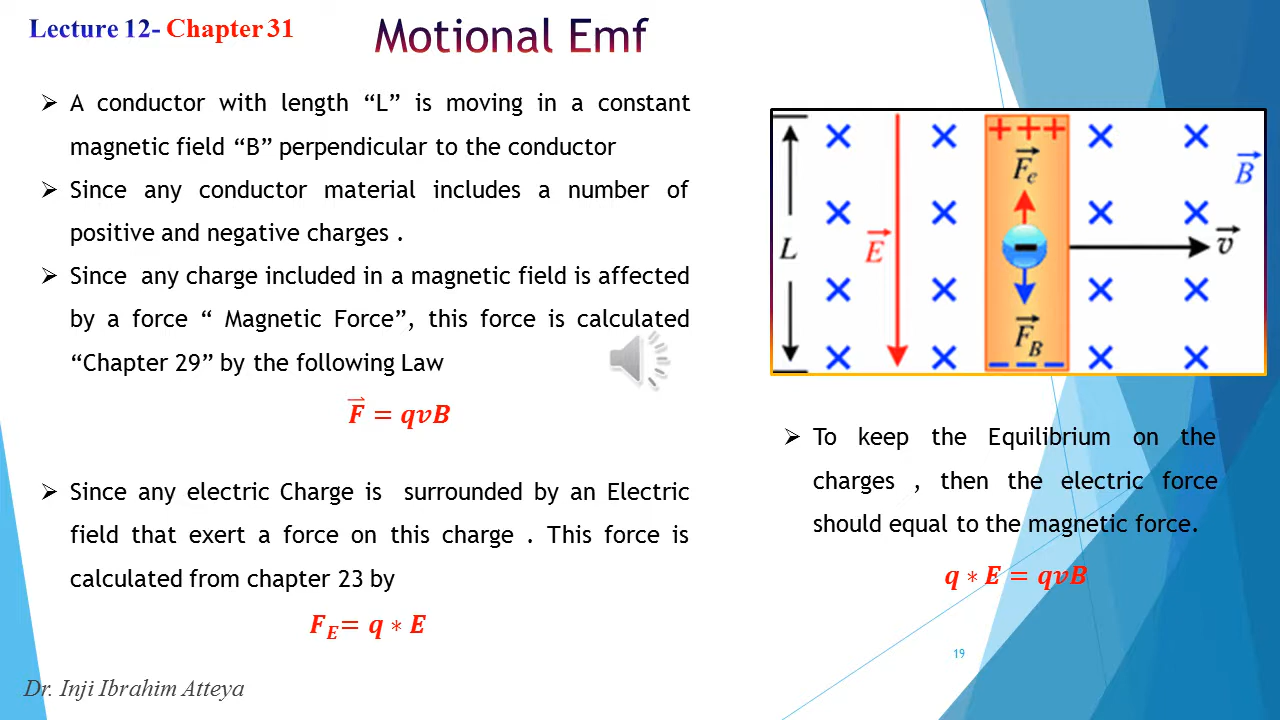 Lecture 12- Chapter 31
Motional Emf
➢ A conductor with length “L” is moving in a constant
magnetic field “B” perpendicular to the conductor
➢ Since any conductor material includes a number of
positive and negative charges .
➢ Since any charge included in a magnetic field is affected
by a force “ Magnetic Force”, this force is calculated
“Chapter 29” by the following Law
F⃗ = qvB
➢ Since any electric Charge is surrounded by an Electric
field that exert a force on this charge . This force is
calculated from chapter 23 by
F_E= q ∗ E
+++
F⃗_e
B⃗
L
E⃗
v⃗
F⃗_B
➢ To keep the Equilibrium on the
charges , then the electric force
should equal to the magnetic force.
q ∗ E = qvB
19
Dr. Inji Ibrahim Atteya